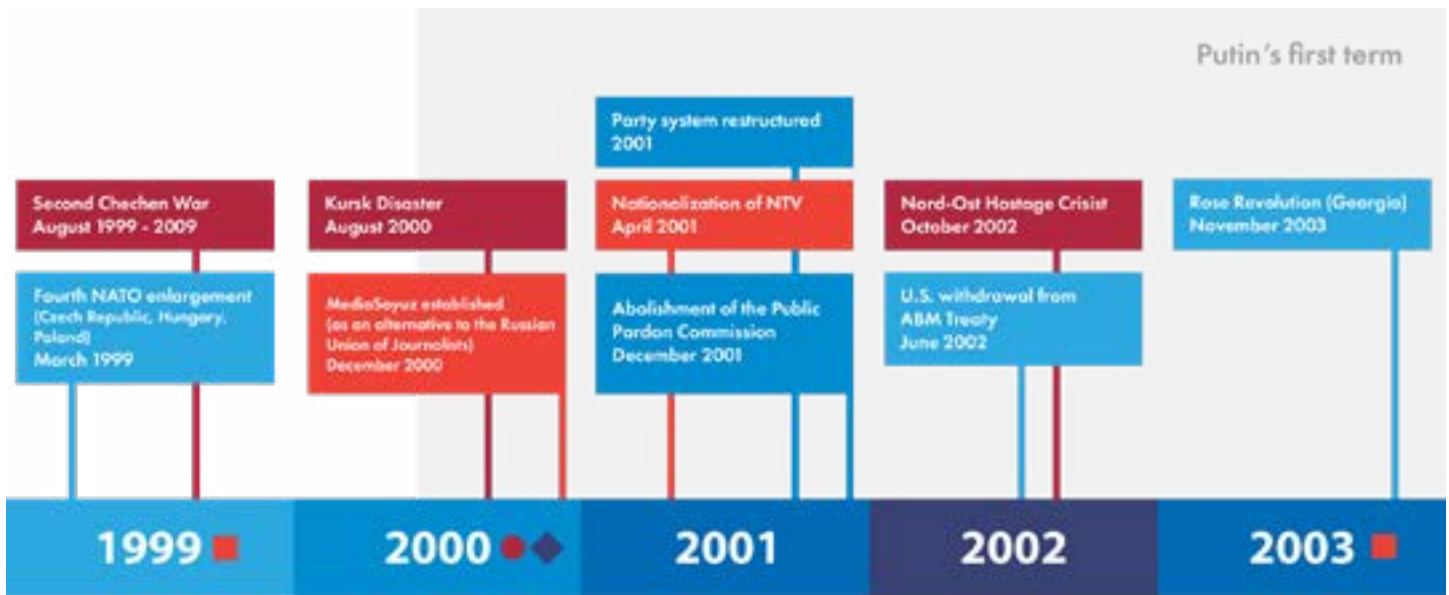 Putin's first term
Party system restructured
2001
Second Chechen War
August 1999 - 2009
Kursk Disaster
August 2000
Nationalization of NTV
April 2001
Nord-Ost Hostage Crisist
October 2002
Rose Revolution (Georgia)
November 2003
Fourth NATO enlargement
(Czech Republic, Hungary,
Poland)
March 1999
MediaSoyuz established
(as an alternative to the Russian
Union of Journalists)
December 2000
Abolishment of the Public
Pardon Commission
December 2001
U.S. withdrawal from
ABM Treaty
June 2002
1999
2000
2001
2002
2003